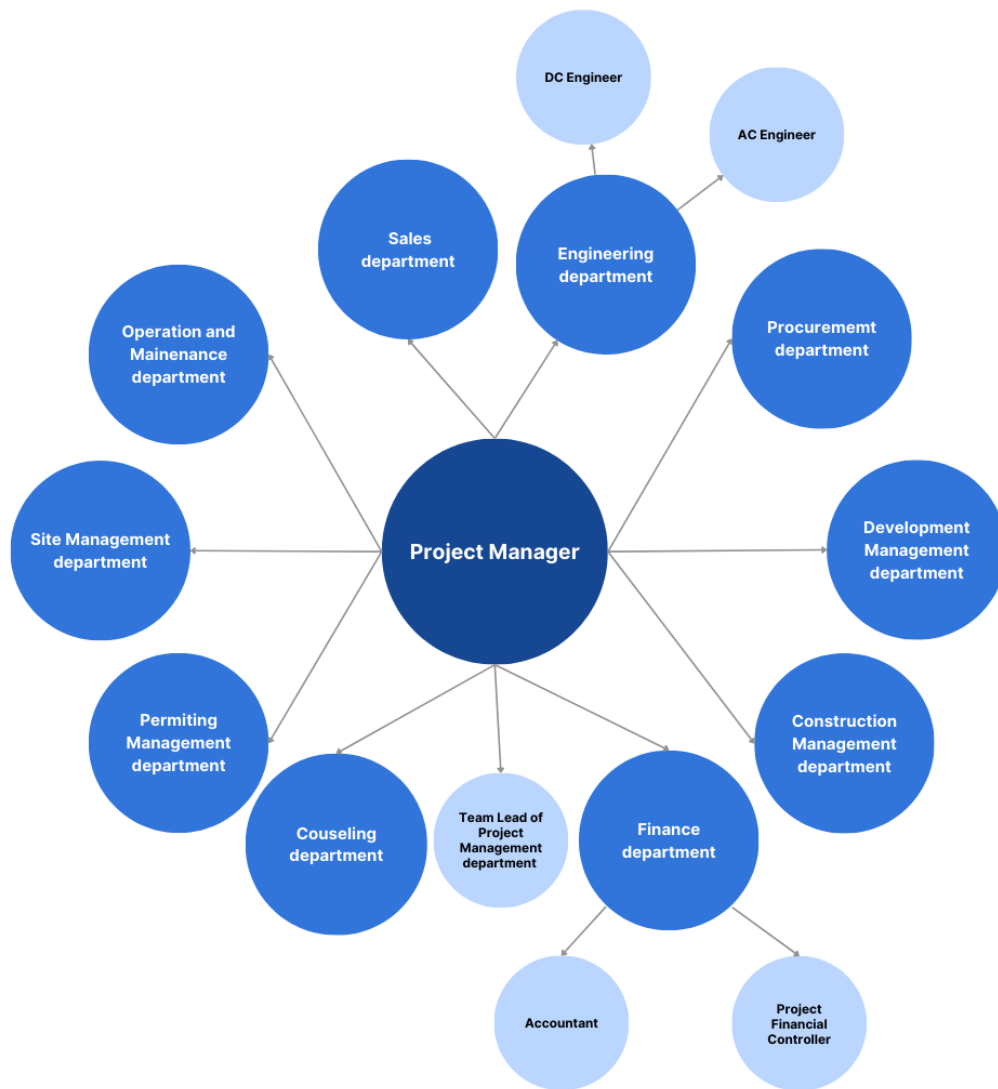 DC Engineer
AC Engineer
Sales
department
Engineering
department
Procurememt
department
Operation and
Mainenance
department
Site Management
department
Project Manager
Development
Management
department
Permiting
Management
department
Construction
Management
department
Couseling
department
Team Lead of
Project
Management
department
Finance
department
Accountant
Project
Financial
Controller